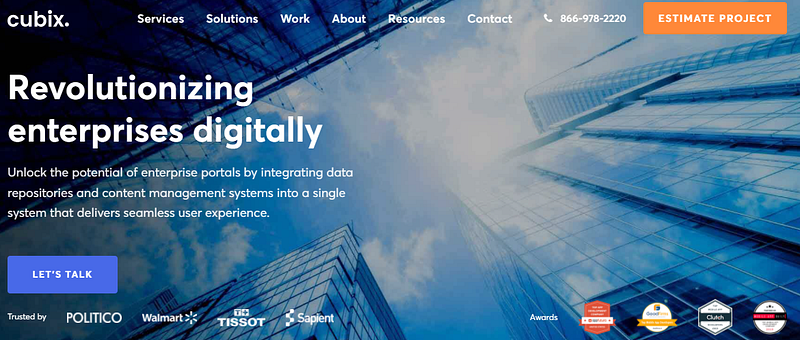 cubix.
Services Solutions Work About Resources Contact 866-978-2220 ESTIMATE PROJECT
Revolutionizing
enterprises digitally
Unlock the potential of enterprise portals by integrating data
repositories and content management systems into a single
system that delivers seamless user experience.
LET'S TALK
Trusted by POLITICO Walmart TISSOT Sapient Awards Clutch